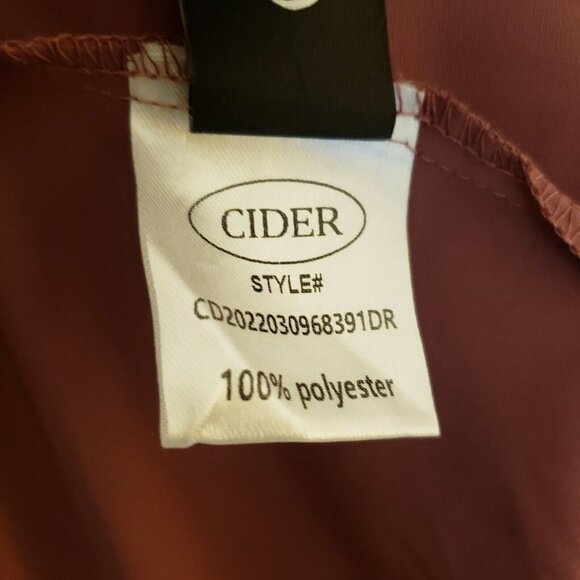 CIDER
STYLE#
CD2022030968391DR
100% polyester